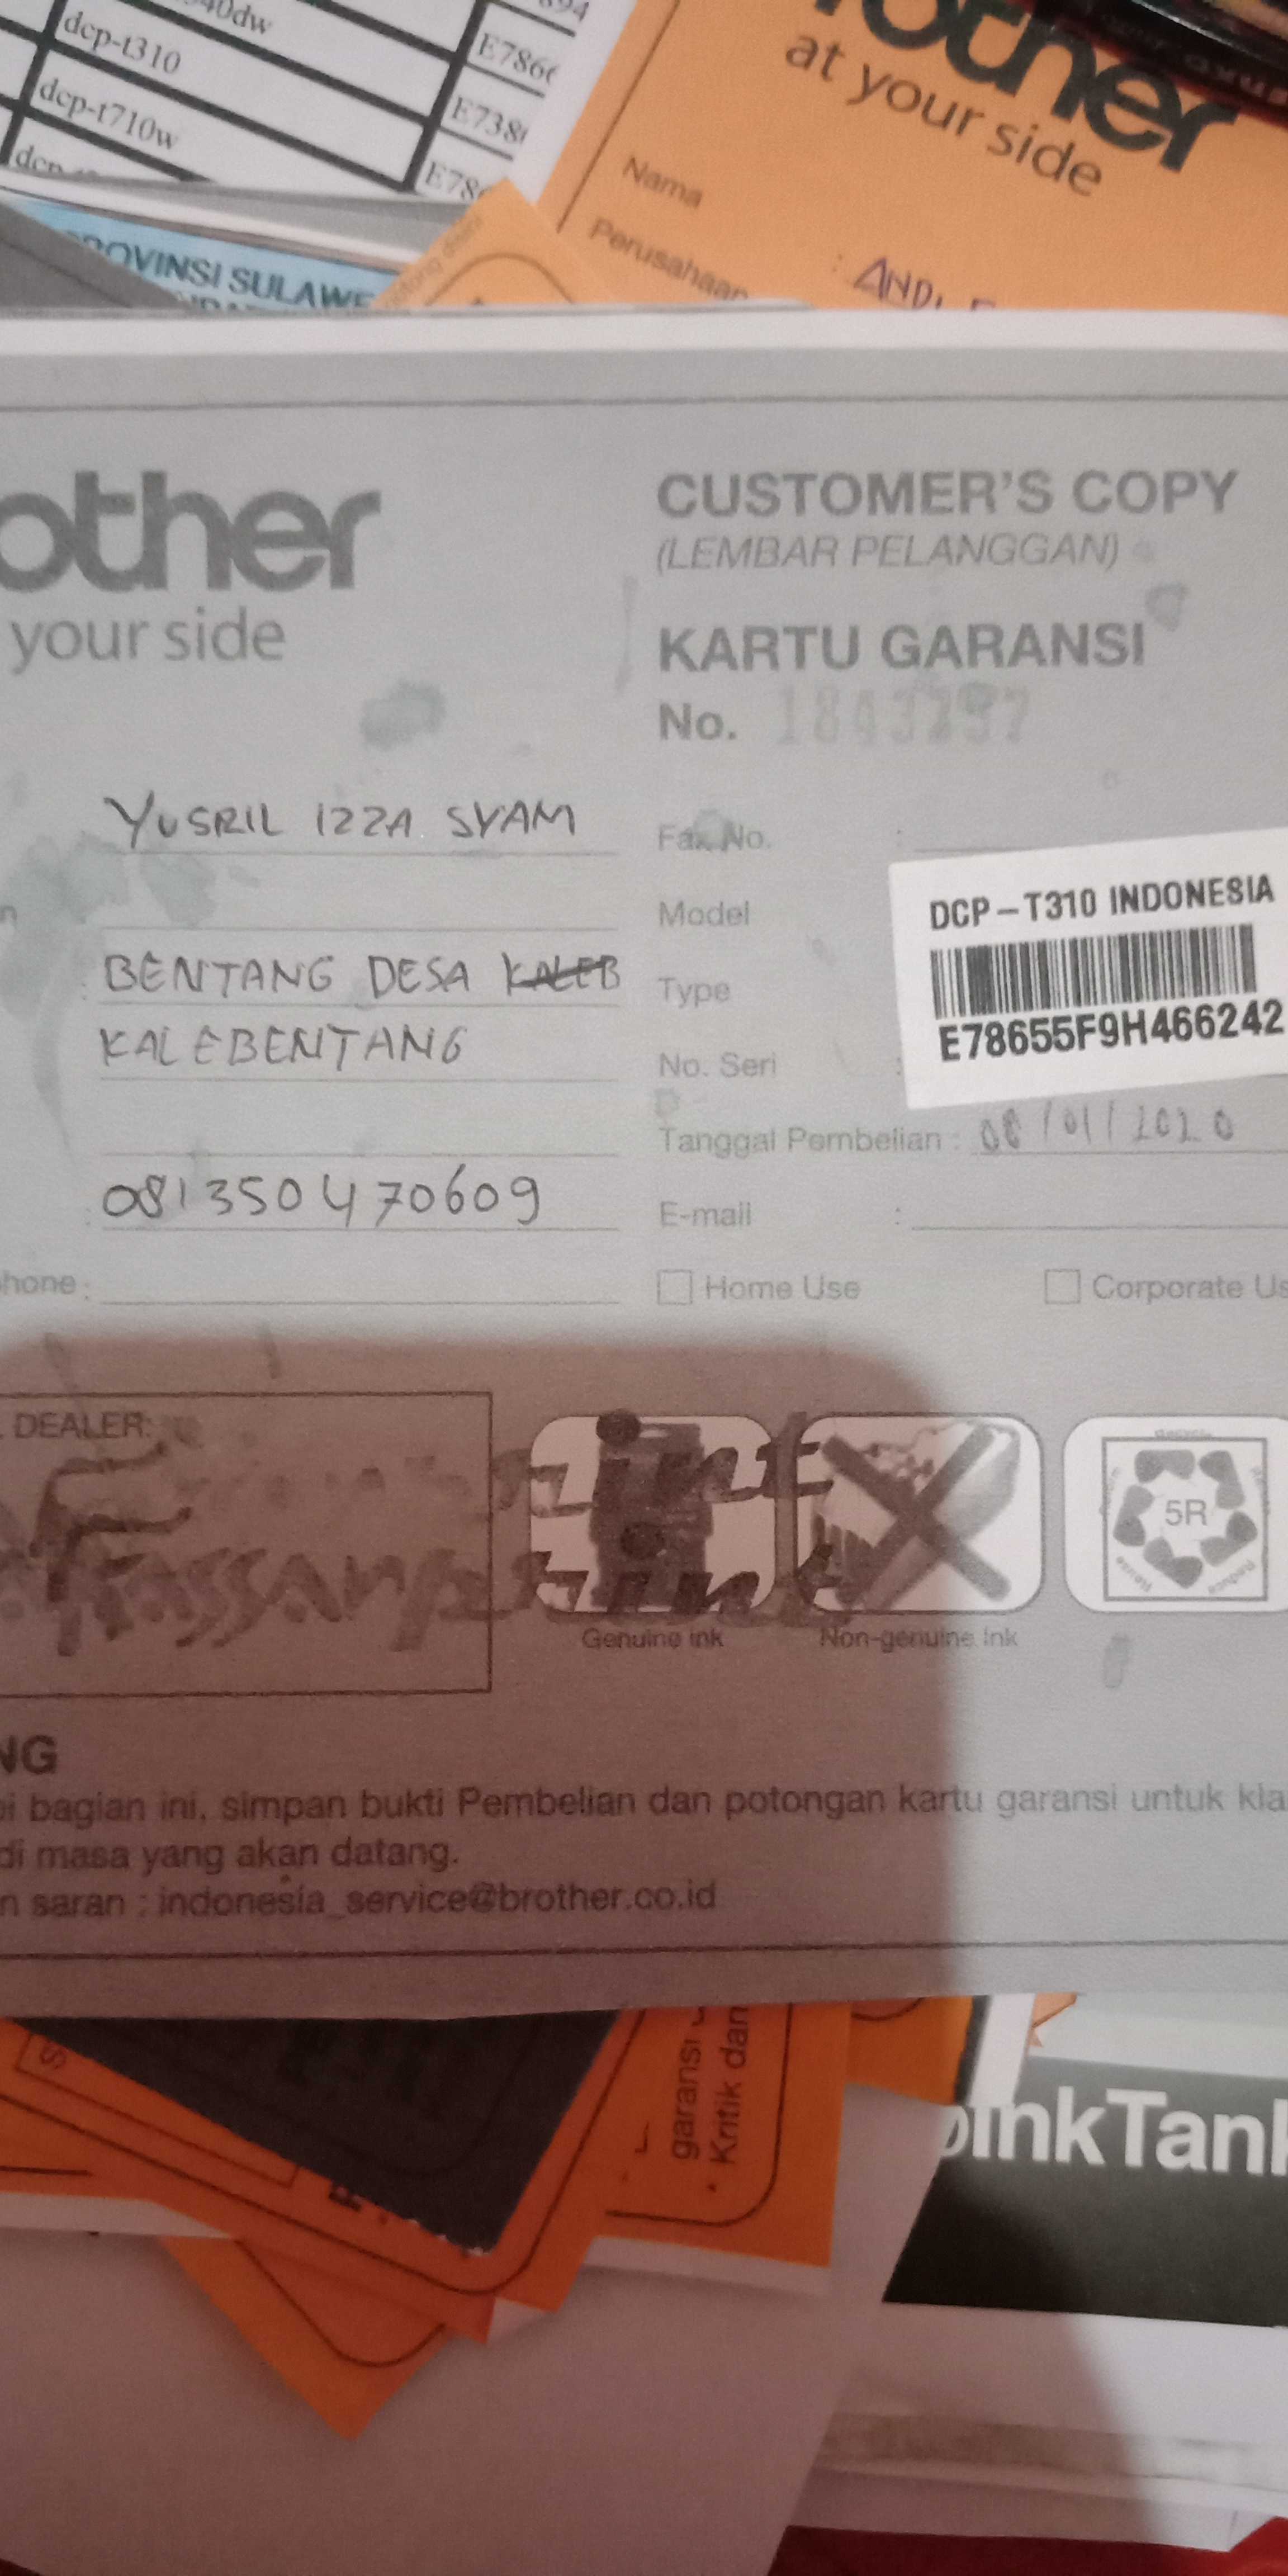 dcp-t310
dcp-t710w
at your side
Nama
Perusahaan
: ANDI
PROVINSI SULAWE
other
your side
CUSTOMER'S COPY
(LEMBAR PELANGGAN)
KARTU GARANSI
No.
YUSRIL IZZA SYAM
Fax No. :
Model
DCP-T310 INDONESIA
: BENTANG DESA KALEB
Type
KALEBENTANG
No. Seri :
E78655F9H466242
Tanggal Pembelian : 08/01/2020
: 081350470609
E-mail :
hone :
Home Use
Corporate Us
DEALER:
5R
Genuine ink
Non-genuine ink
NG
bagian ini, simpan bukti Pembelian dan potongan kartu garansi untuk kla
di masa yang akan datang.
n saran : indonesia_service@brother.co.id
garansi
• Kritik dan
InkTank